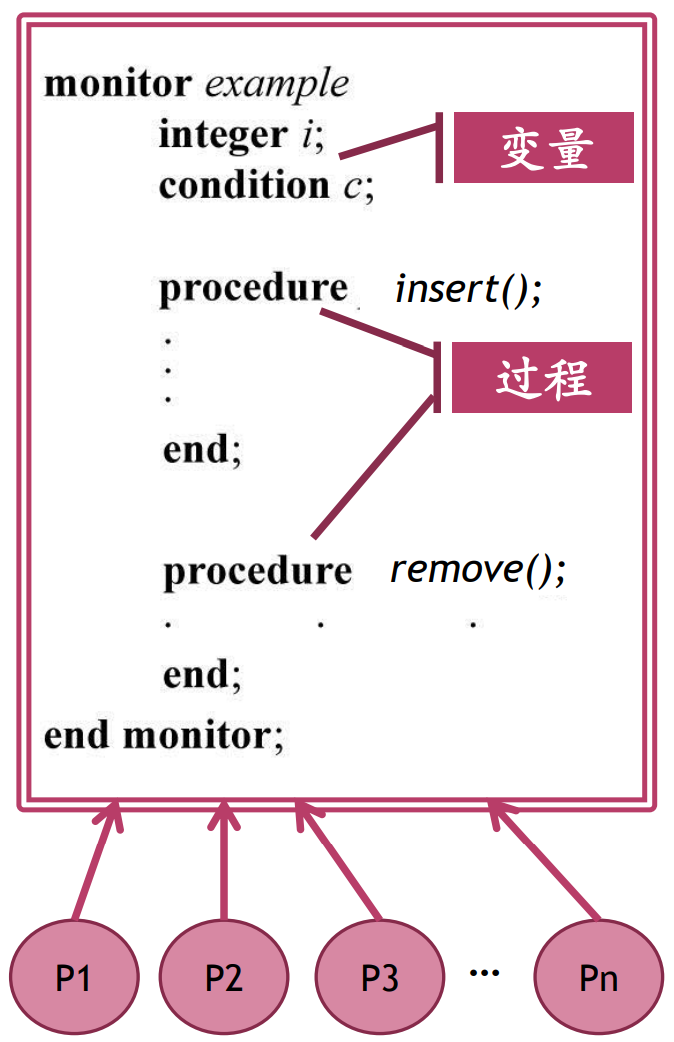 monitor example
integer i;
变量
condition c;
procedure insert();
.
.
.
过程
end;
procedure remove();
. . .
end;
end monitor;
P1 P2 P3 ... Pn